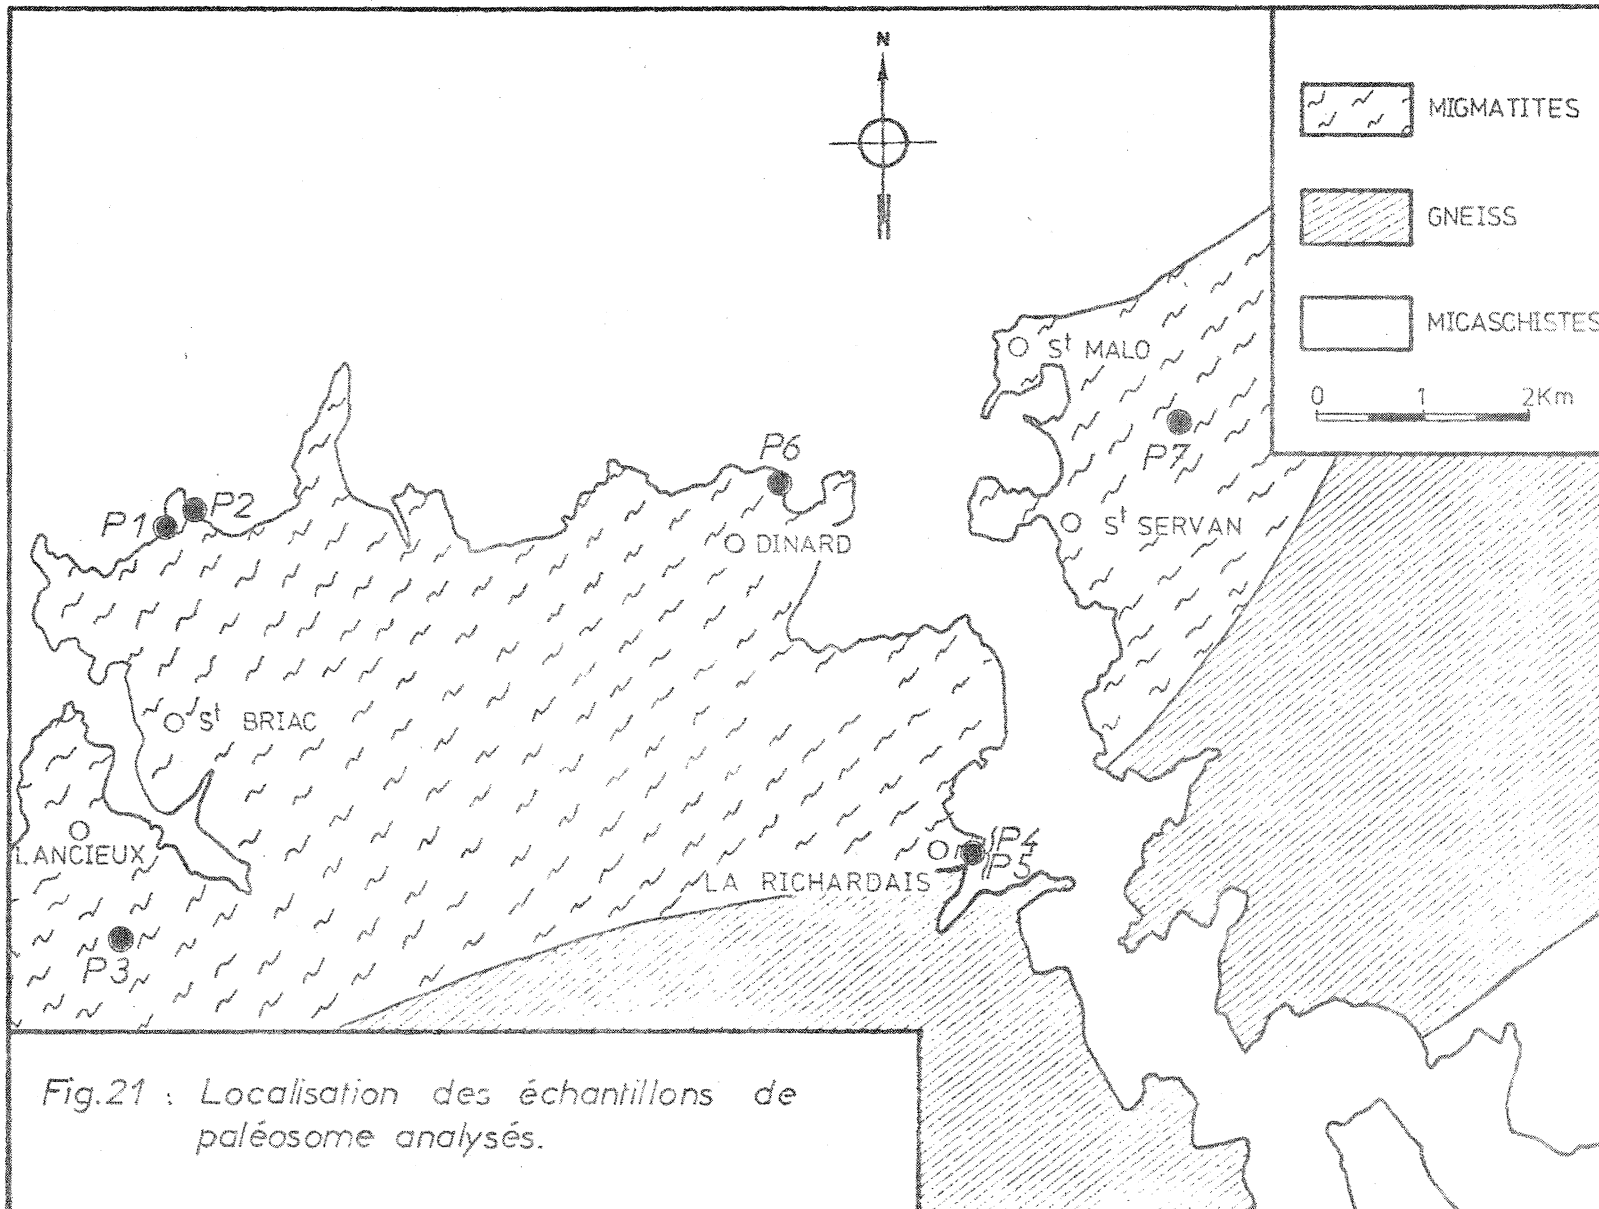 N
MIGMATITES
GNEISS
MICASCHISTES
0 1 2Km
St MALO
P7
P6
P1
P2
DINARD
St SERVAN
St BRIAC
LANCIEUX
P4
P5
LA RICHARDAIS
P3
Fig.21 : Localisation des échantillons de
paléosome analysés.